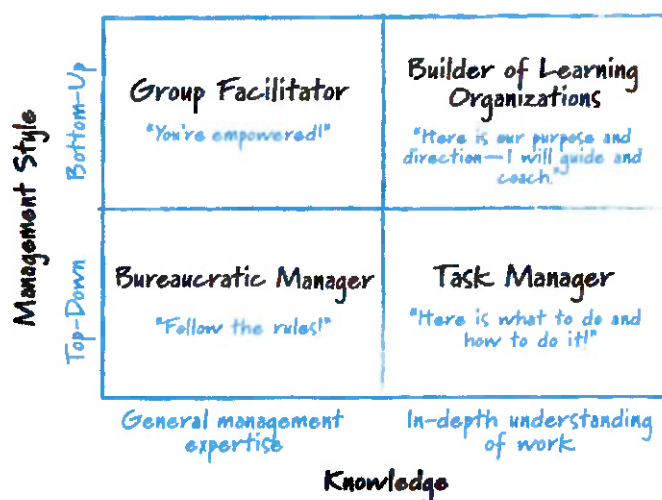 Management Style
Bottom-Up
Top-Down
Group Facilitator
"You're empowered!"
Builder of Learning
Organizations
"Here is our purpose and
direction—I will guide and
coach."
Bureaucratic Manager
"Follow the rules!"
Task Manager
"Here is what to do and
how to do it!"
General management
expertise
In-depth understanding
of work
Knowledge